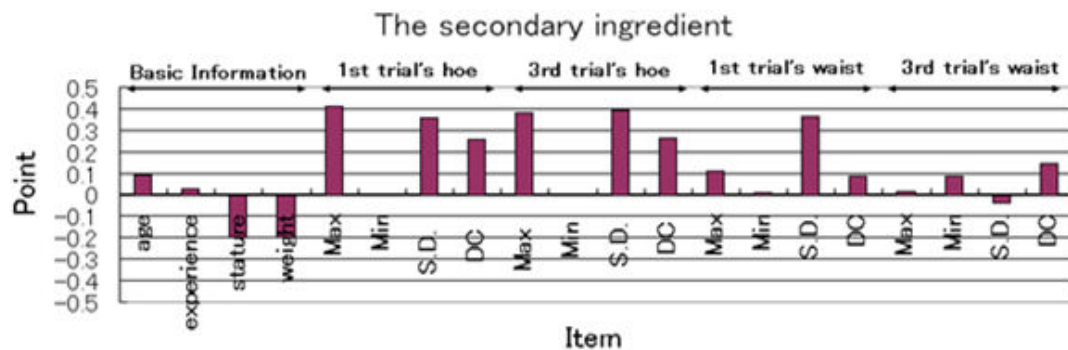 The secondary ingredient
Basic Information 1st trial's hoe 3rd trial's hoe 1st trial's waist 3rd trial's waist
0.5
0.4
0.3
0.2
0.1
0
-0.1
-0.2
-0.3
-0.4
-0.5
Point
age experience stature weight Max Min S.D. DC Max Min S.D. DC Max Min S.D. DC Max Min S.D. DC
Item